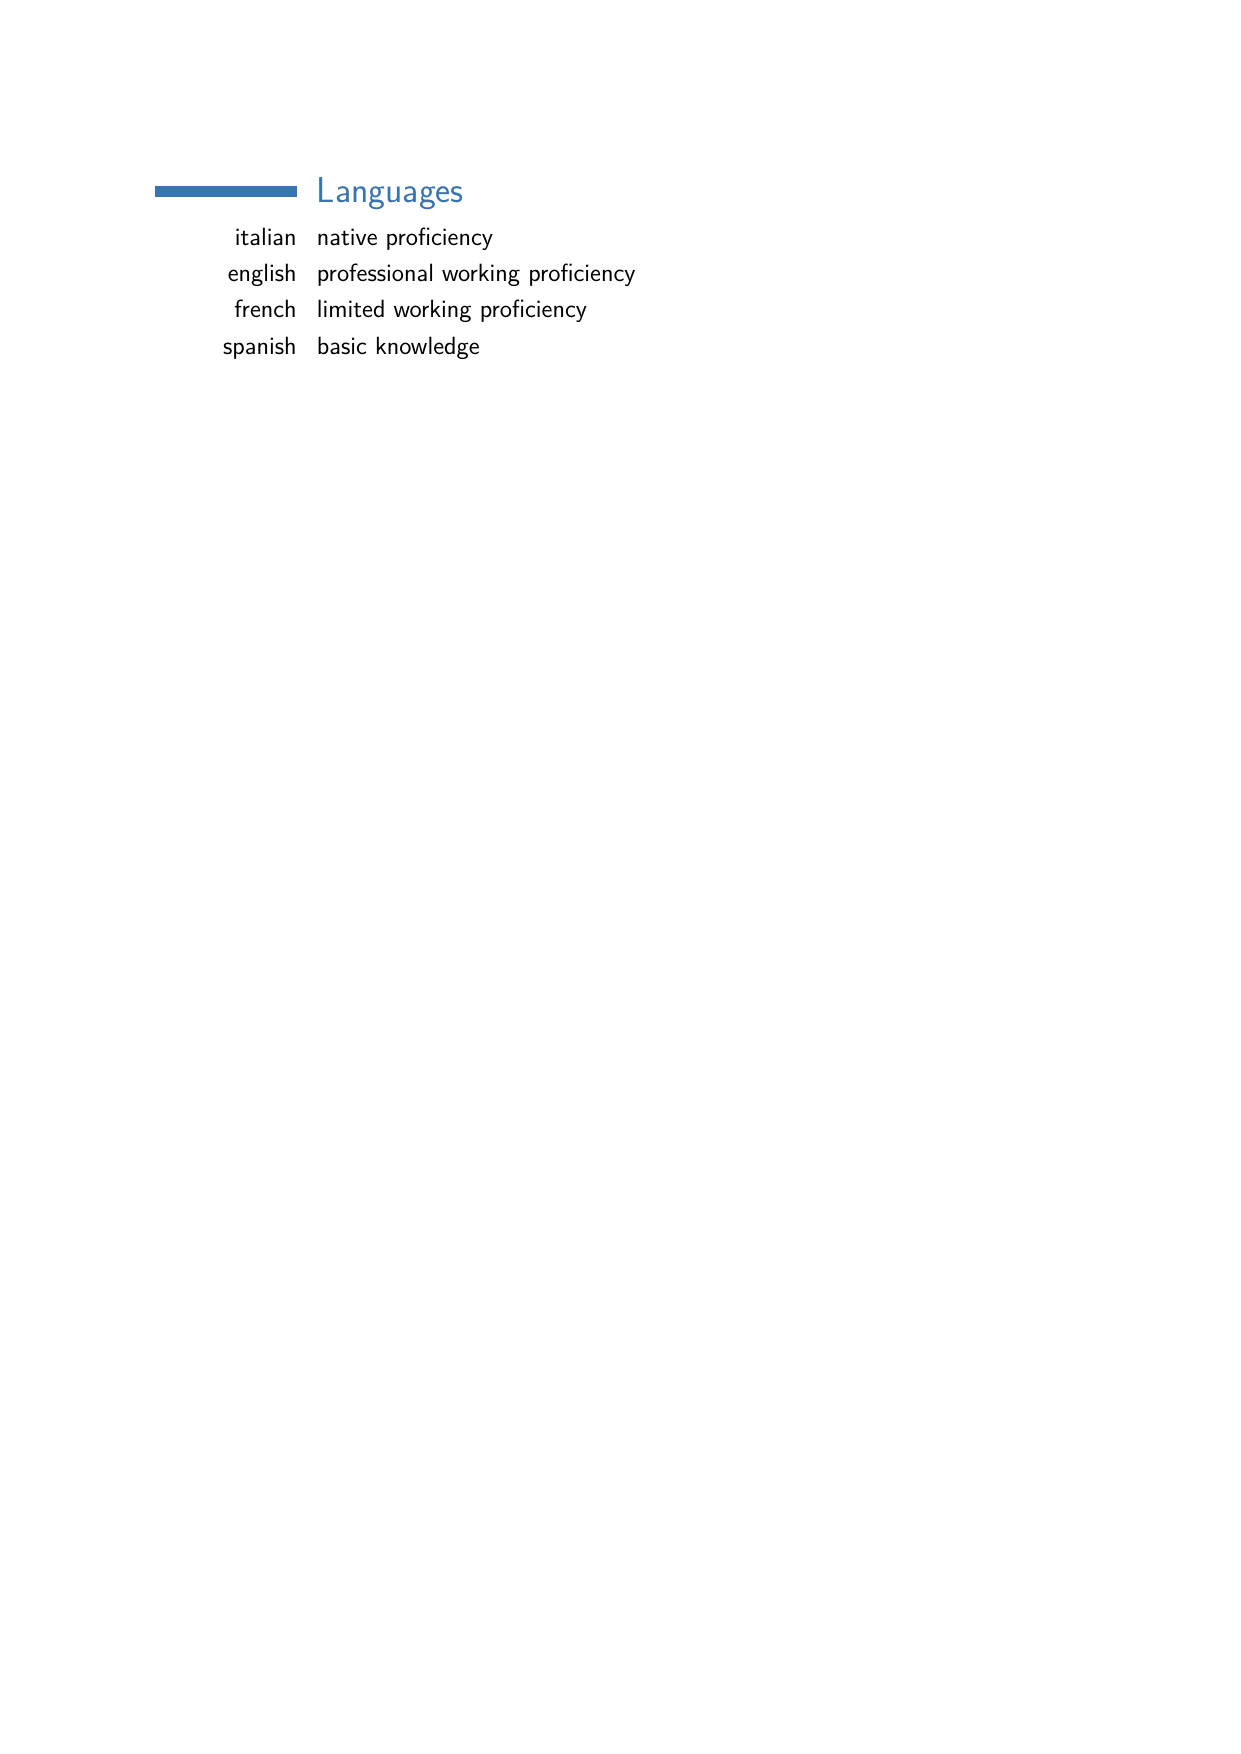 Languages
italian native proficiency
english professional working proficiency
french limited working proficiency
spanish basic knowledge